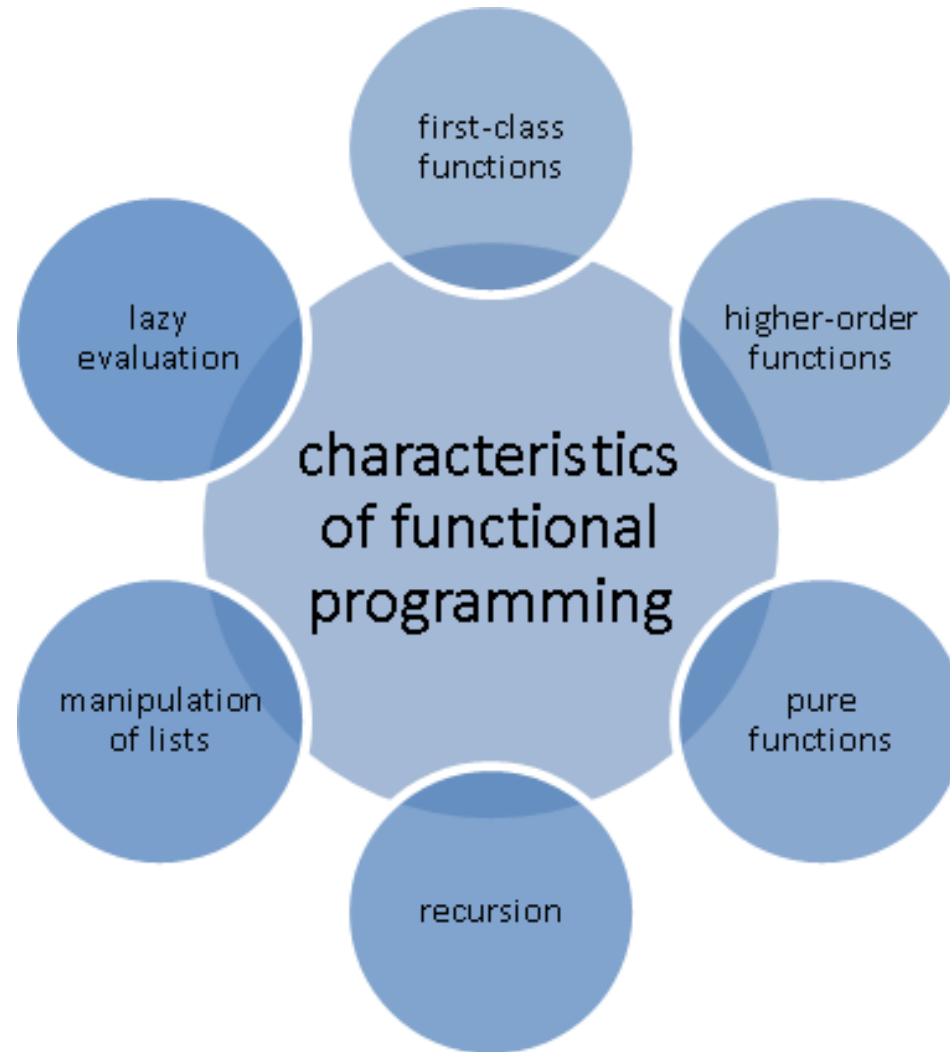 first-class
functions
higher-order
functions
pure
functions
recursion
manipulation
of lists
lazy
evaluation
characteristics
of functional
programming